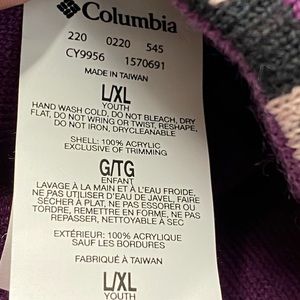 Columbia
220 0220 545
CY9956 1570691
MADE IN TAIWAN
L/XL
YOUTH
HAND WASH COLD, DO NOT BLEACH, DRY
FLAT, DO NOT WRING OR TWIST, RESHAPE,
DO NOT IRON, DRYCLEANABLE
SHELL: 100% ACRYLIC
EXCLUSIVE OF TRIMMING
G/TG
ENFANT
LAVAGE À LA MAIN ET À L'EAU FROIDE,
NE PAS UTILISER D'EAU DE JAVEL, FAIRE
SÉCHER À PLAT, NE PAS ESSORER OU
TORDRE, REMETTRE EN FORME, NE PAS
REPASSER, NETTOYABLE À SEC
EXTÉRIEUR: 100% ACRYLIQUE
SAUF LES BORDURES
FABRIQUÉ À TAIWAN
L/XL
YOUTH